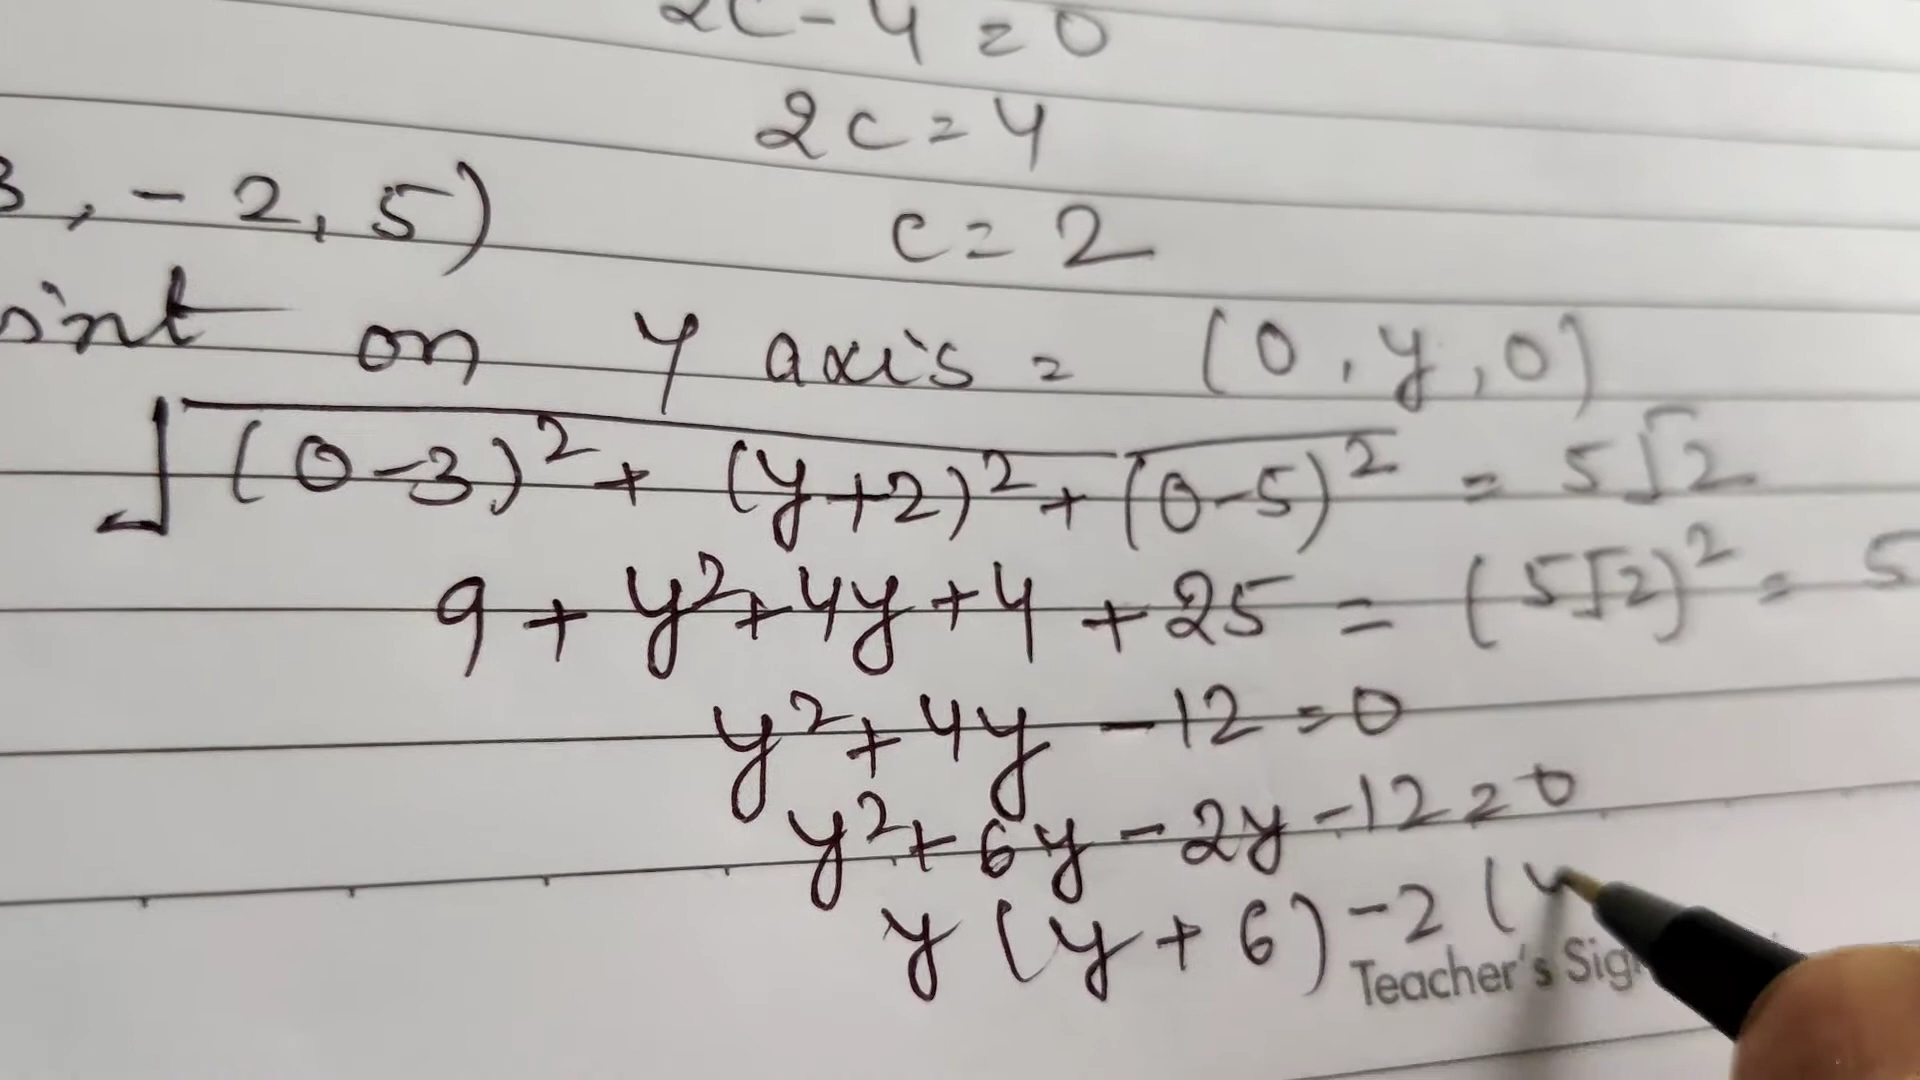 2c - 4 = 0
2c = 4
3, - 2, 5)
c = 2
oint on y axis = (0, y, 0)
√(0-3)² + (y+2)² + (0-5)² = 5√2
9 + y² + 4y + 4 + 25 = (5√2)² = 5
y² + 4y - 12 = 0
y² + 6y - 2y - 12 = 0
y (y + 6) - 2 (y
Teacher's Sig